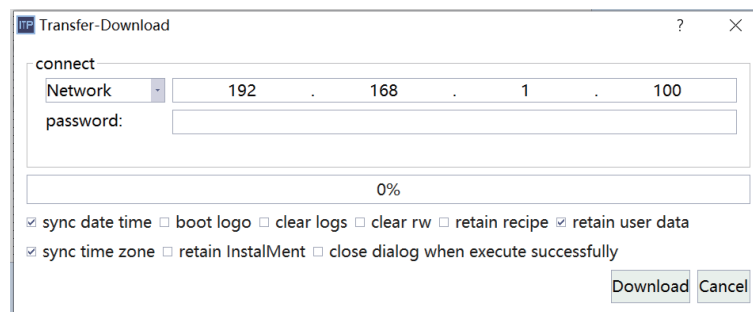 ITP Transfer-Download ? ×
connect
Network 192 . 168 . 1 . 100
password:
0%
sync date time boot logo clear logs clear rw retain recipe retain user data
sync time zone retain InstalMent close dialog when execute successfully
Download Cancel